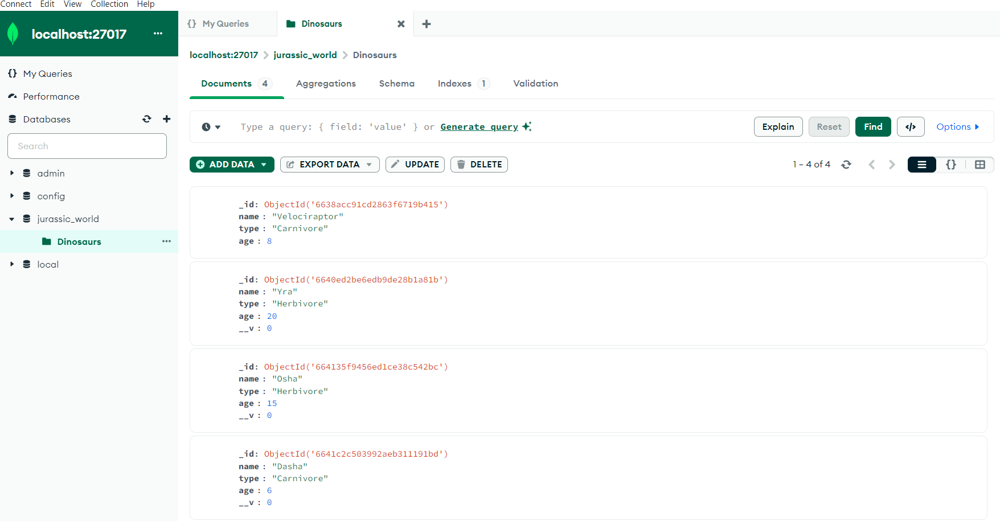 Connect Edit View Collection Help
localhost:27017 ...
{} My Queries
Dinosaurs
localhost:27017 > jurassic_world > Dinosaurs
My Queries
Performance
Databases
Search
admin
config
jurassic_world
Dinosaurs ...
local
Documents 4 Aggregations Schema Indexes 1 Validation
Type a query: { field: 'value' } or Generate query
Explain Reset Find </> Options
ADD DATA EXPORT DATA UPDATE DELETE
1 – 4 of 4 {}
_id: ObjectId('6638acc91cd2863f6719b415')
name : "Velociraptor"
type : "Carnivore"
age : 8
_id: ObjectId('6640ed2be6edb9de28b1a81b')
name : "Yra"
type : "Herbivore"
age : 20
__v : 0
_id: ObjectId('664135f9456ed1ce38c542bc')
name : "Osha"
type : "Herbivore"
age : 15
__v : 0
_id: ObjectId('6641c2c503992aeb311191bd')
name : "Dasha"
type : "Carnivore"
age : 6
__v : 0